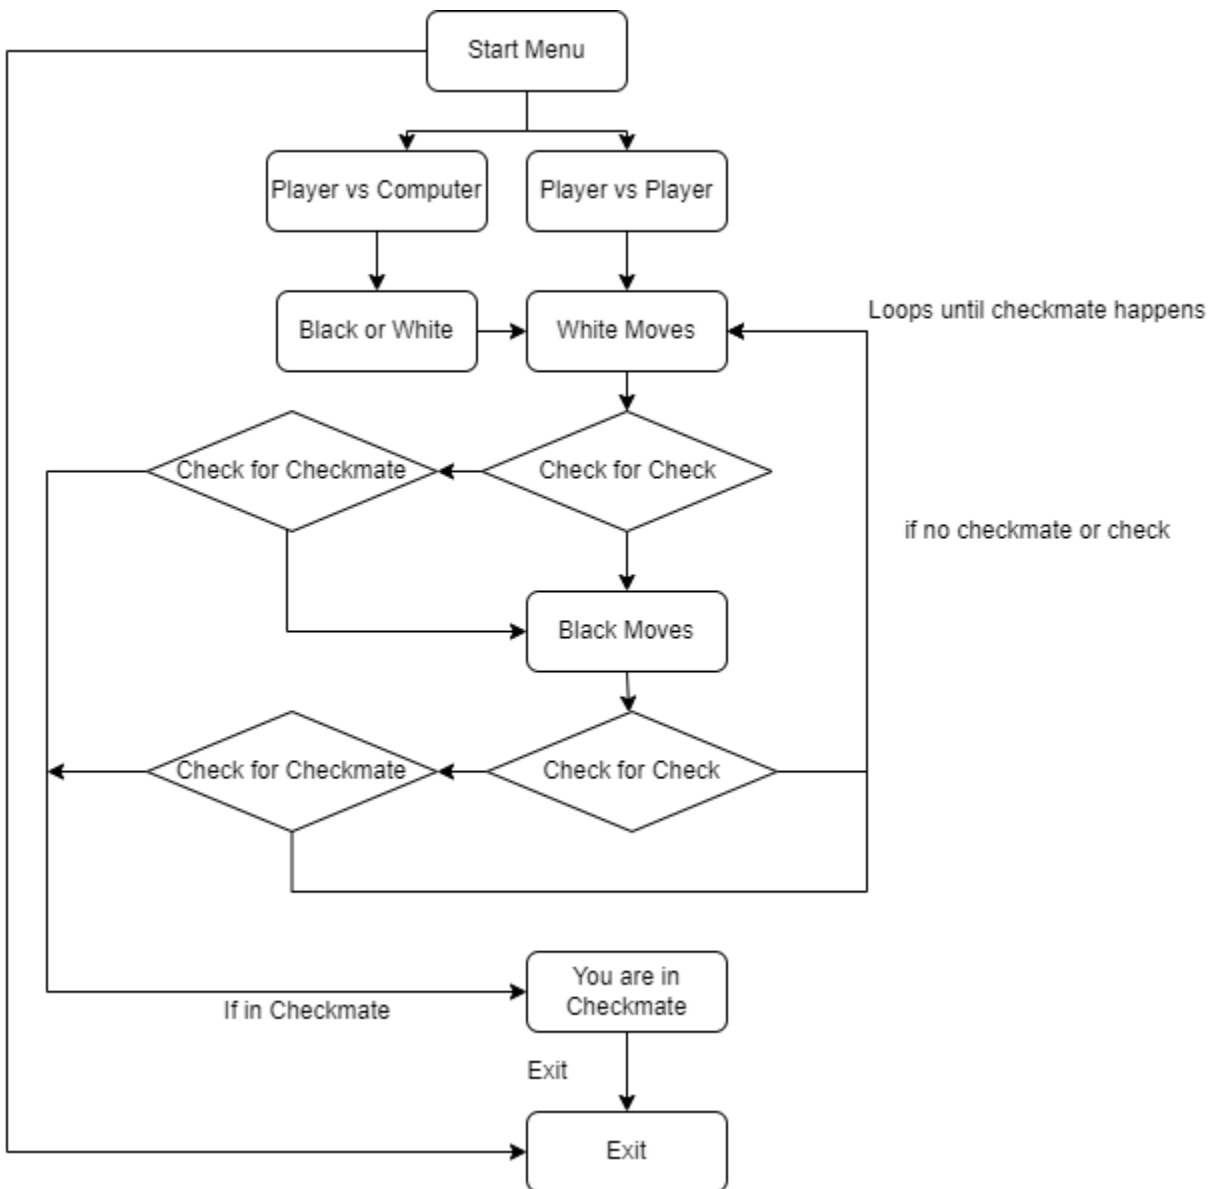 Start Menu
Player vs Computer
Player vs Player
Black or White
White Moves
Loops until checkmate happens
Check for Checkmate
Check for Check
if no checkmate or check
Black Moves
Check for Checkmate
Check for Check
You are in
Checkmate
If in Checkmate
Exit
Exit